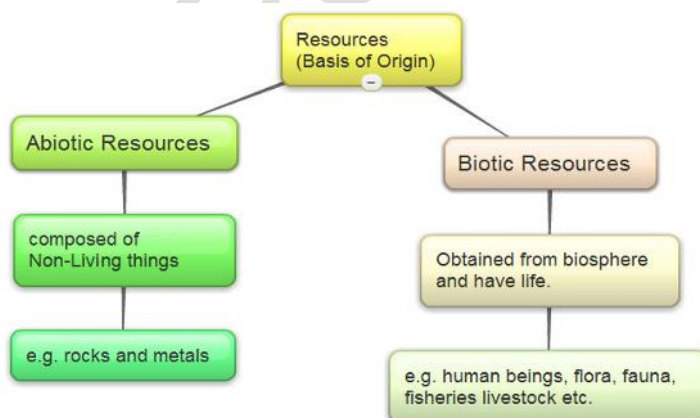 Resources
(Basis of Origin)
Abiotic Resources
composed of
Non-Living things
e.g. rocks and metals
Biotic Resources
Obtained from biosphere
and have life.
e.g. human beings, flora, fauna,
fisheries livestock etc.